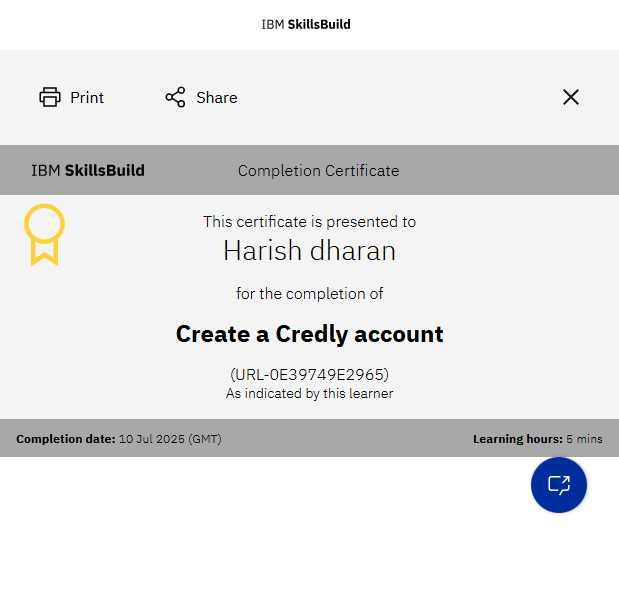 IBM SkillsBuild
Print
Share
IBM SkillsBuild
Completion Certificate
This certificate is presented to
Harish dharan
for the completion of
Create a Credly account
(URL-0E39749E2965)
As indicated by this learner
Completion date: 10 Jul 2025 (GMT)
Learning hours: 5 mins